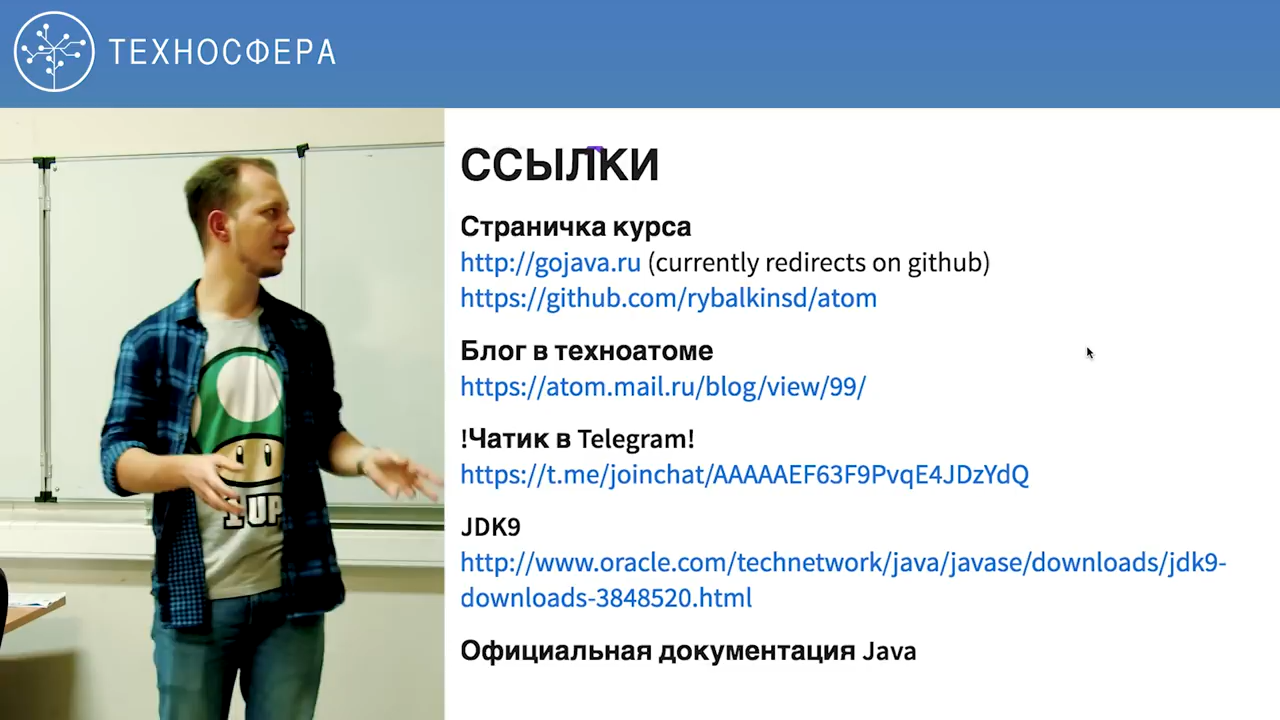 ТЕХНОСФЕРА
ССЫЛКИ
Страничка курса
http://gojava.ru (currently redirects on github)
https://github.com/rybalkinsd/atom
Блог в техноатоме
https://atom.mail.ru/blog/view/99/
!Чатик в Telegram!
https://t.me/joinchat/AAAAAEF63F9PvqE4JDzYdQ
JDK9
http://www.oracle.com/technetwork/java/javase/downloads/jdk9-
downloads-3848520.html
Официальная документация Java
1 UP